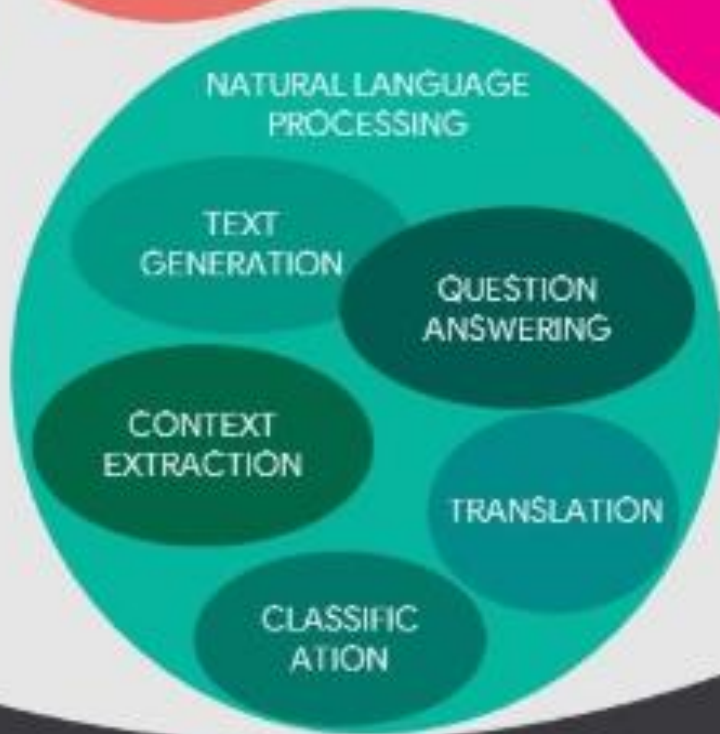 NATURAL LANGUAGE
PROCESSING
TEXT
GENERATION
QUESTION
ANSWERING
CONTEXT
EXTRACTION
TRANSLATION
CLASSIFIC
ATION